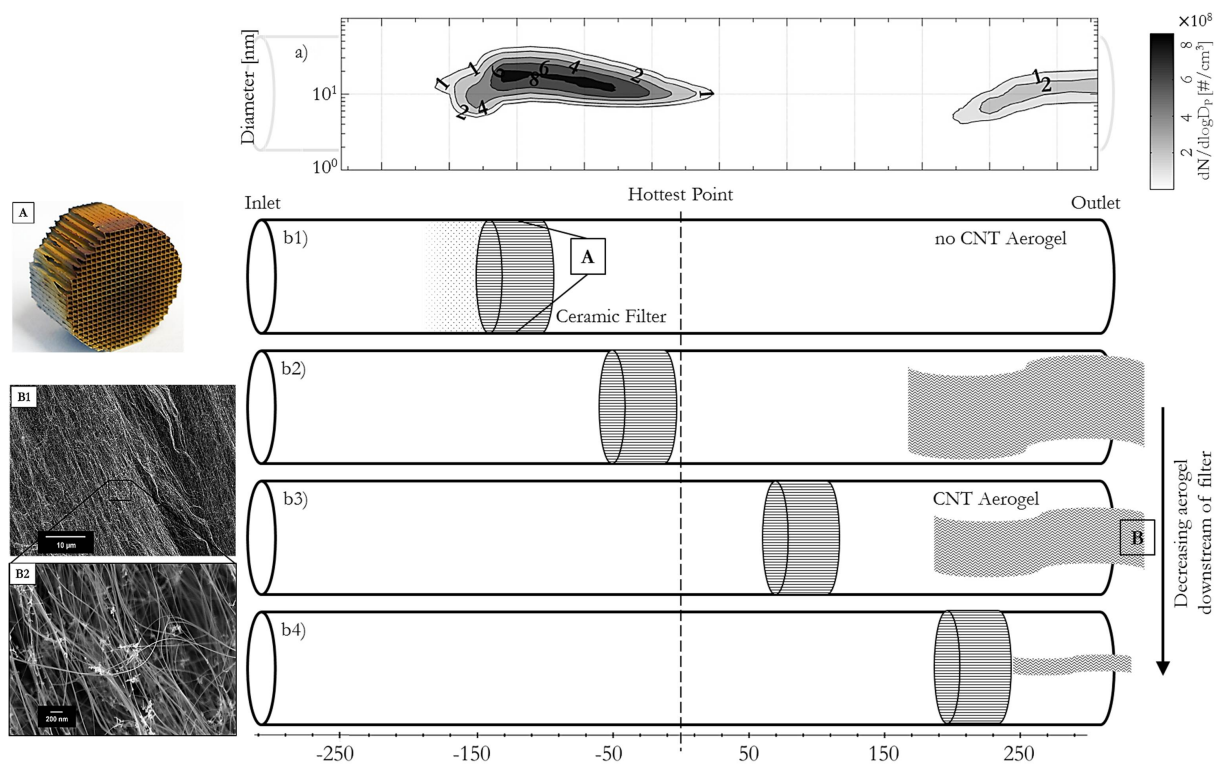 ×10⁸
a)
Diameter [nm]
10¹
10⁰
1
1
2
4
2
8
6
4
2
1
1
2
8
6
4
2
dN/dlogDₚ [#/cm³]
A
Inlet
Hottest Point
Outlet
b1)
A
no CNT Aerogel
Ceramic Filter
b2)
B1
10 µm
b3)
CNT Aerogel
B
Decreasing aerogel
downstream of filter
B2
200 nm
b4)
-250
-150
-50
50
150
250